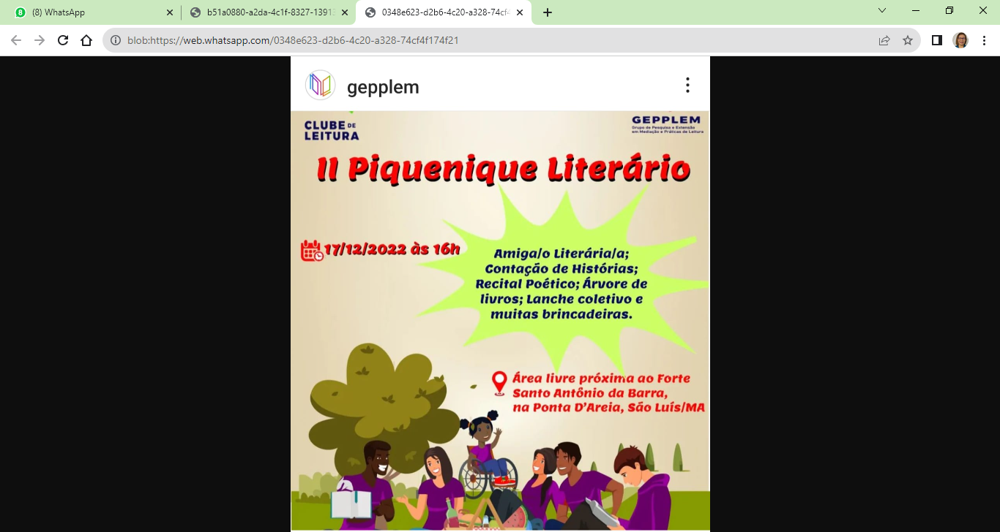 (8) WhatsApp
b51a0880-a2da-4c1f-8327-1391
0348e623-d2b6-4c20-a328-74cf4
blob:https://web.whatsapp.com/0348e623-d2b6-4c20-a328-74cf4f174f21
gepplem
CLUBE DE
LEITURA
GEPPLEM
Grupo de Pesquisa e Extensão
em Mediação e Práticas de Leitura
II Piquenique Literário
17/12/2022 às 16h
Amiga/o Literária/a;
Contação de Histórias;
Recital Poético; Árvore de
livros; Lanche coletivo e
muitas brincadeiras.
Área livre próxima ao Forte
Santo Antônio da Barra,
na Ponta D'Areia, São Luís/MA